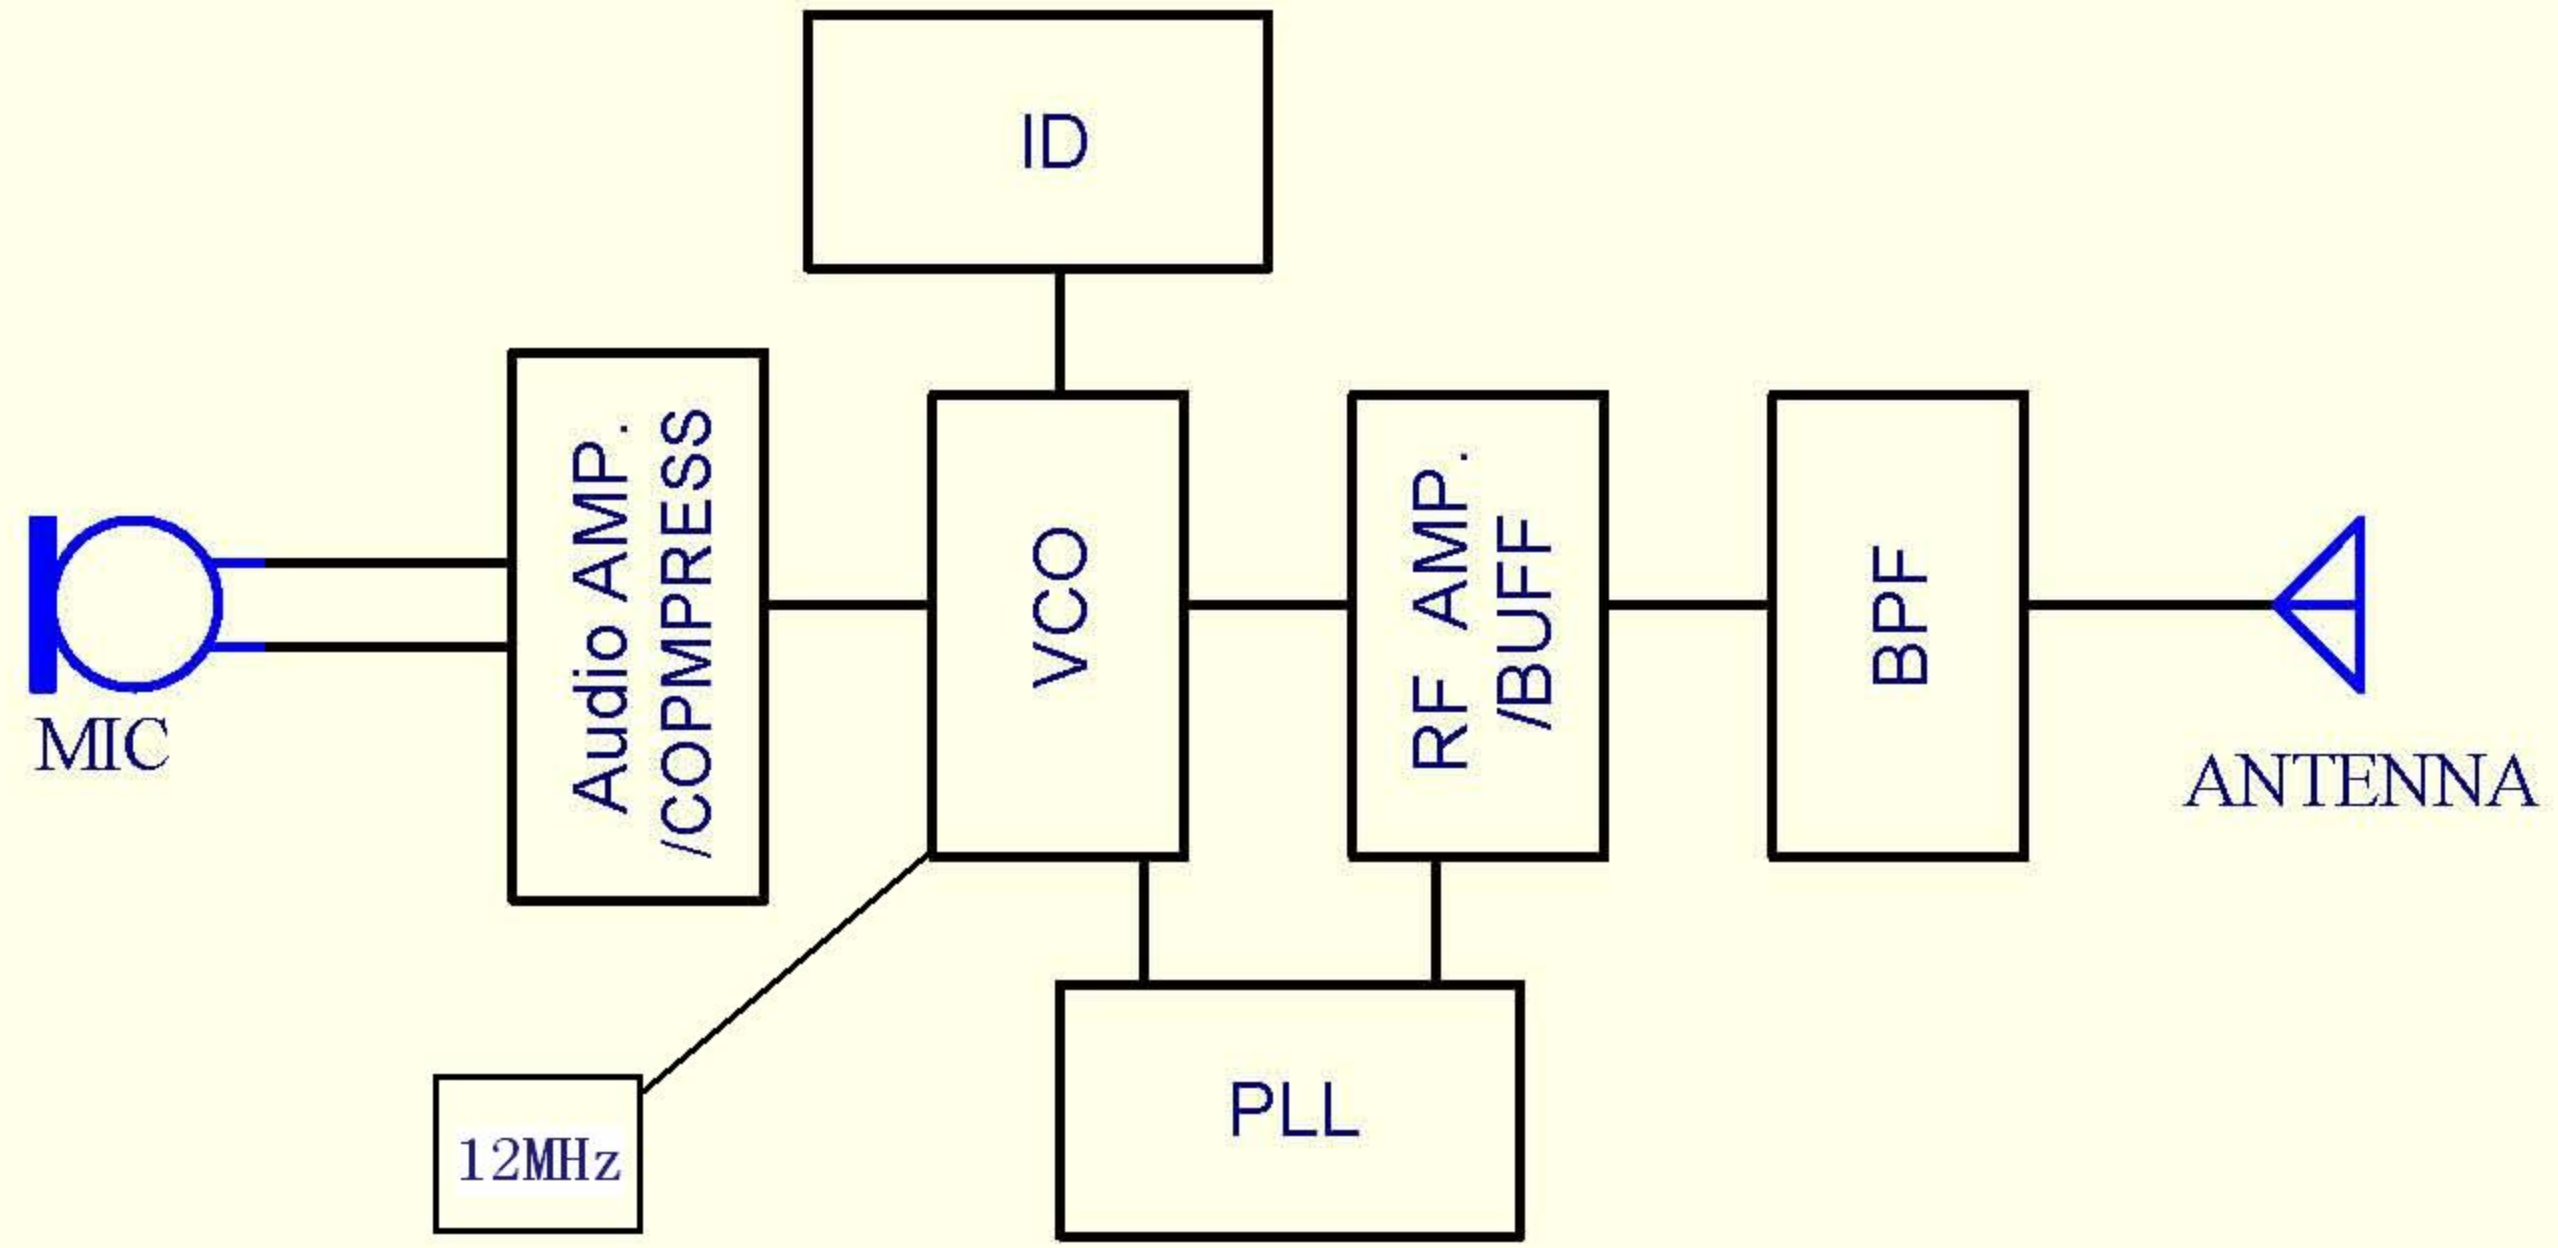 ID
MIC
Audio AMP.
/COPMPRESS
VCO
RF AMP.
/BUFF
BPF
ANTENNA
12MHz
PLL